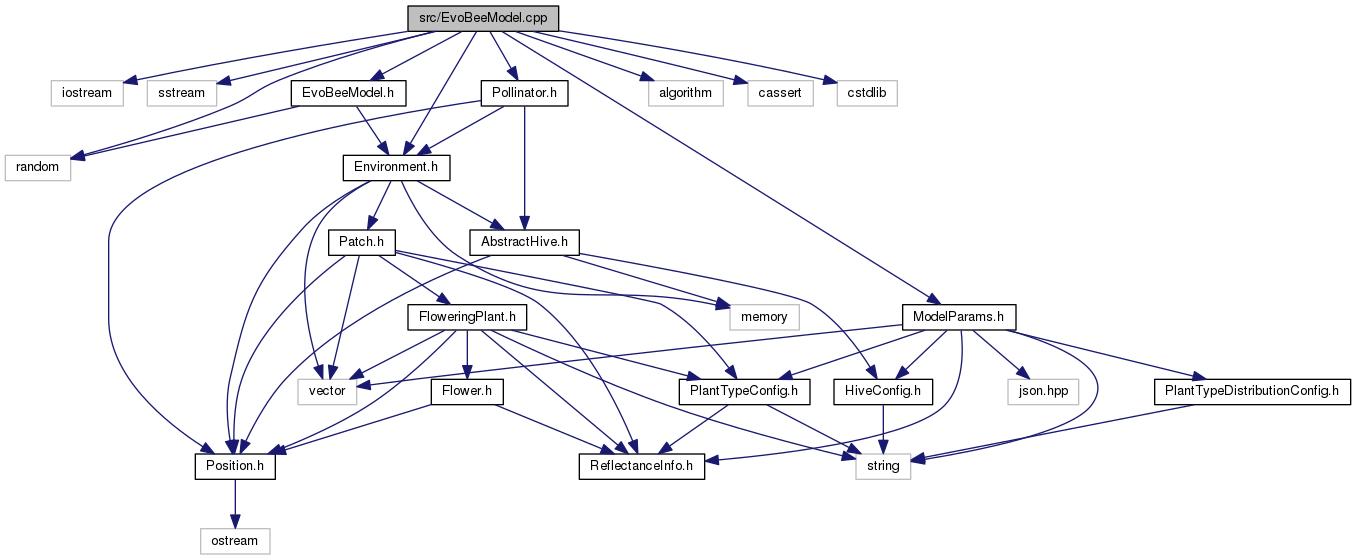 src/EvoBeeModel.cpp
iostream
sstream
EvoBeeModel.h
Pollinator.h
algorithm
cassert
cstdlib
random
Environment.h
Patch.h
AbstractHive.h
FloweringPlant.h
memory
ModelParams.h
vector
Flower.h
PlantTypeConfig.h
HiveConfig.h
json.hpp
PlantTypeDistributionConfig.h
Position.h
ReflectanceInfo.h
string
ostream